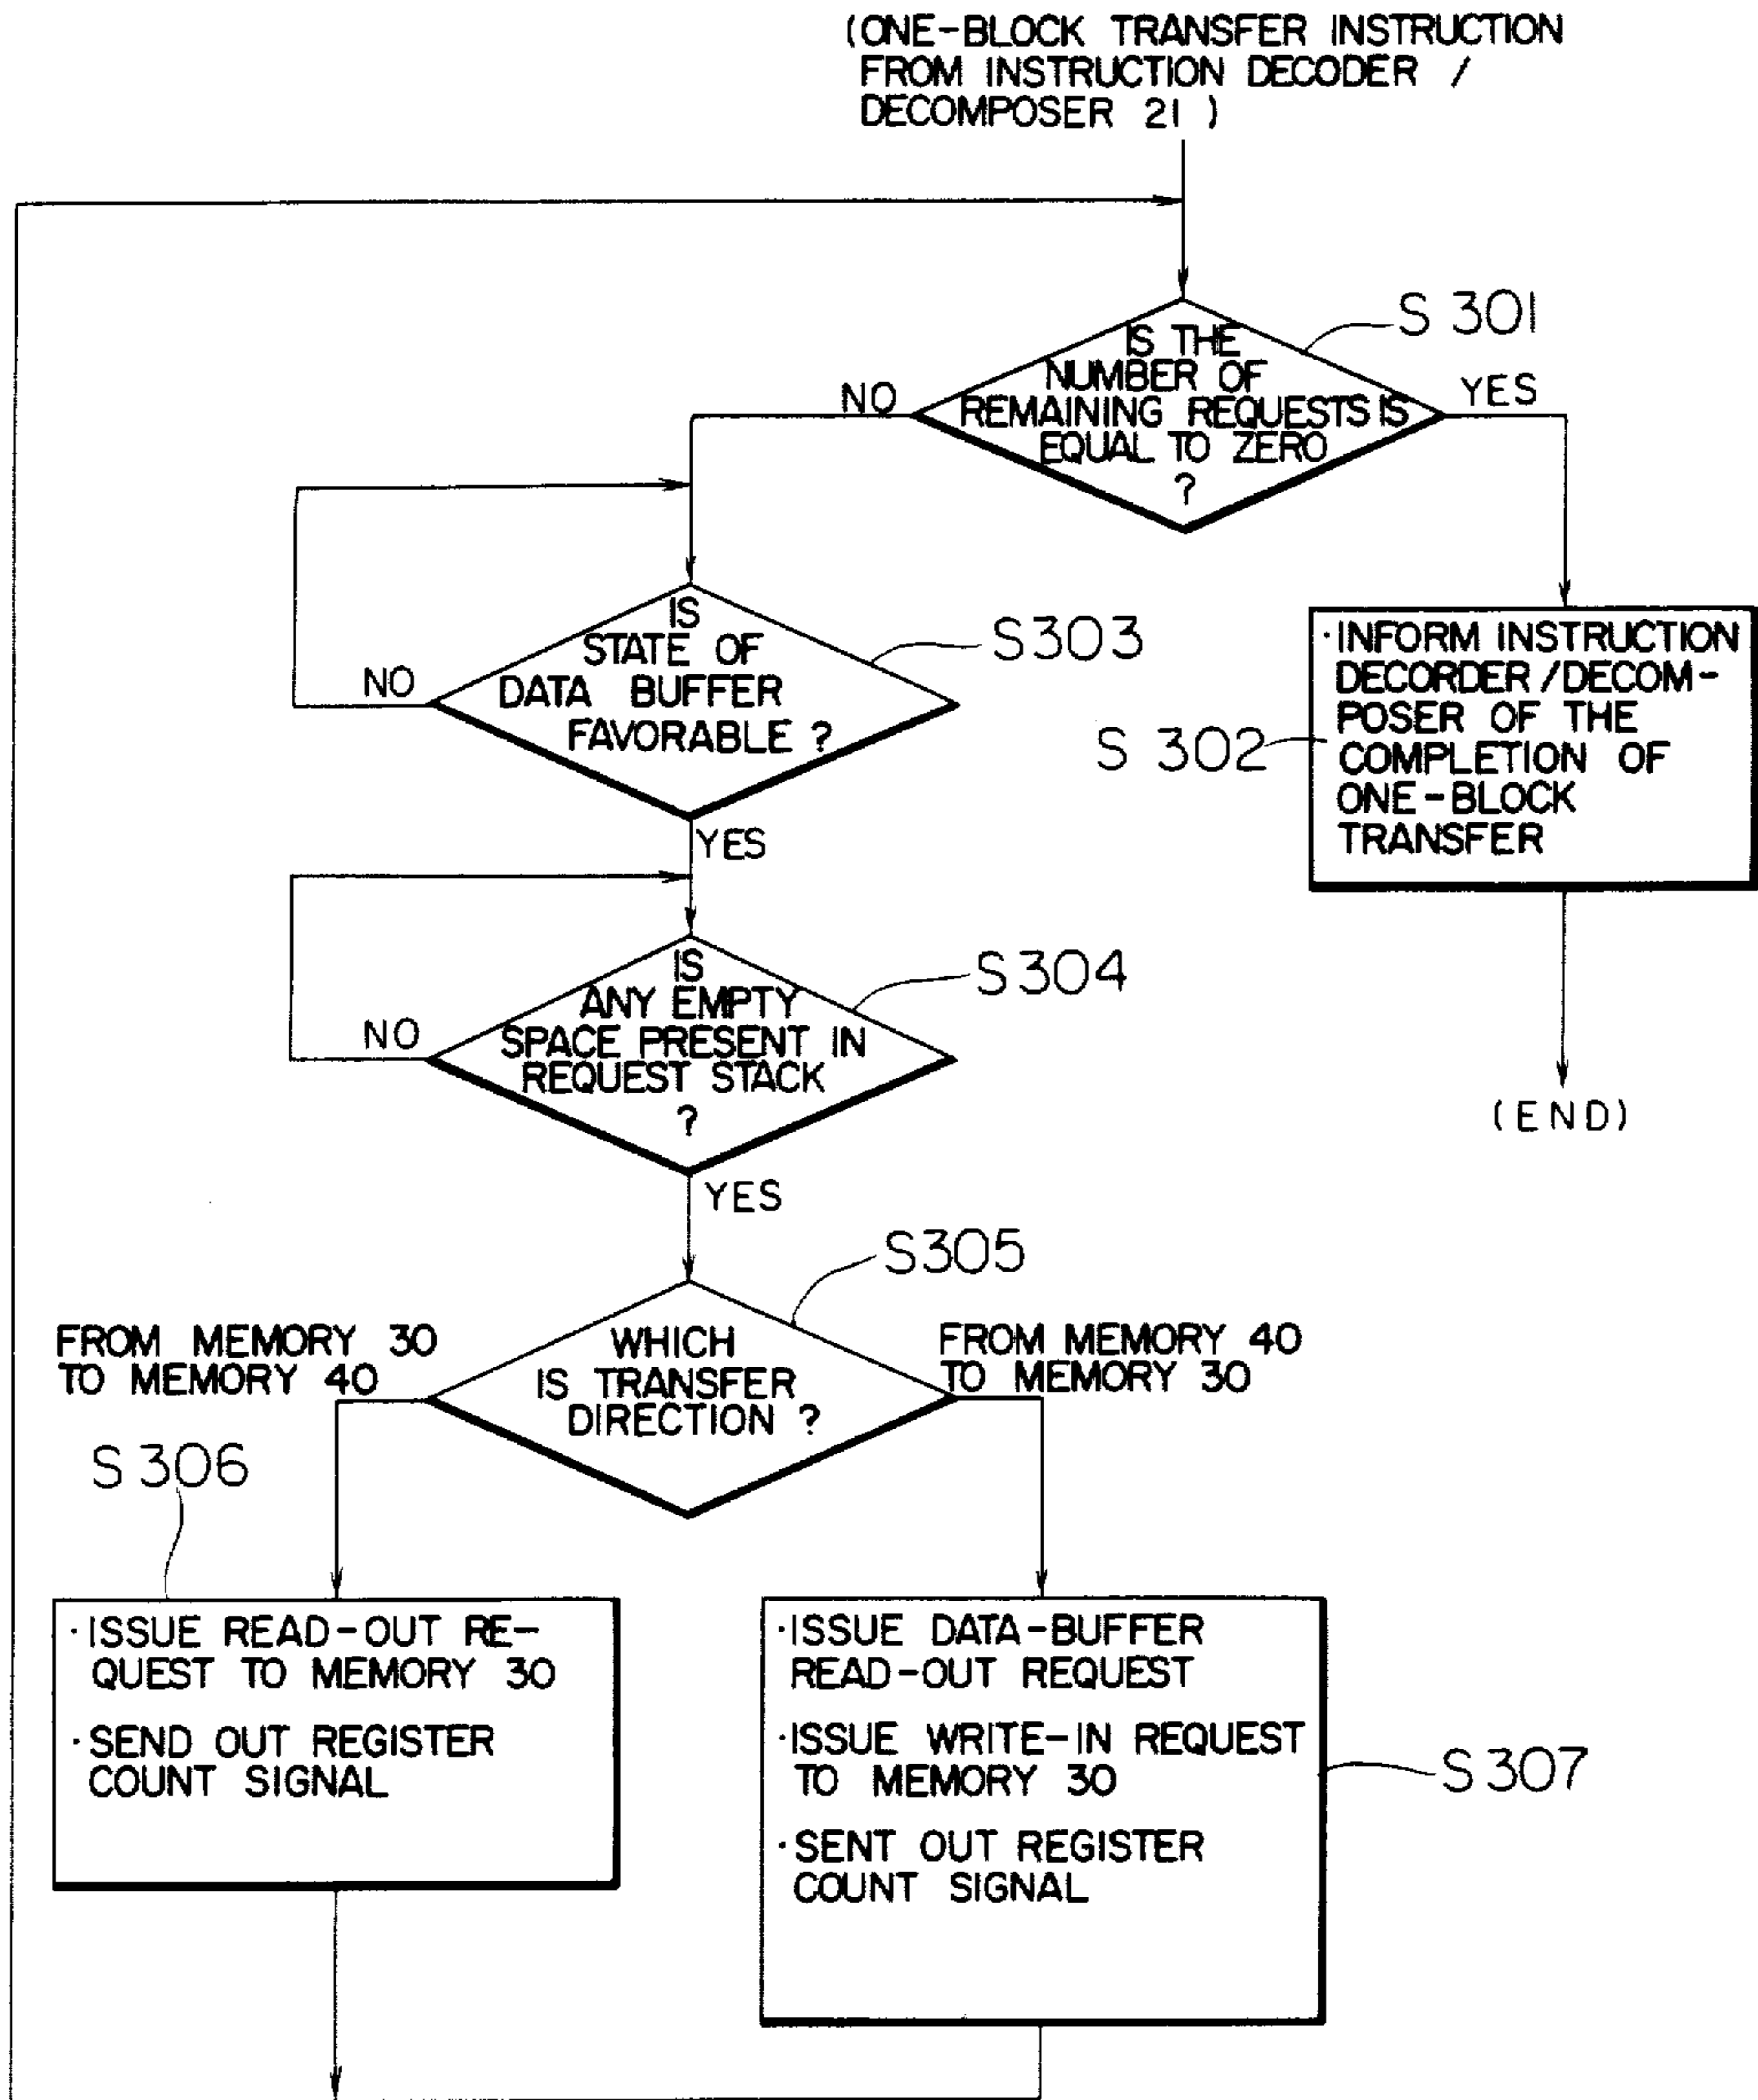 (ONE-BLOCK TRANSFER INSTRUCTION
FROM INSTRUCTION DECODER /
DECOMPOSER 21 )
S 301
IS THE
NUMBER OF
REMAINING REQUESTS IS
EQUAL TO ZERO
?
NO
YES
IS
STATE OF
DATA BUFFER
FAVORABLE ?
NO
S303
YES
·INFORM INSTRUCTION
DECORDER/DECOM-
POSER OF THE
COMPLETION OF
ONE-BLOCK
TRANSFER
S 302
(END)
IS
ANY EMPTY
SPACE PRESENT IN
REQUEST STACK
?
NO
S304
YES
S305
FROM MEMORY 30
TO MEMORY 40
WHICH
IS TRANSFER
DIRECTION ?
FROM MEMORY 40
TO MEMORY 30
S 306
·ISSUE READ-OUT RE-
QUEST TO MEMORY 30
·SEND OUT REGISTER
COUNT SIGNAL
·ISSUE DATA-BUFFER
READ-OUT REQUEST
·ISSUE WRITE-IN REQUEST
TO MEMORY 30
·SENT OUT REGISTER
COUNT SIGNAL
S307